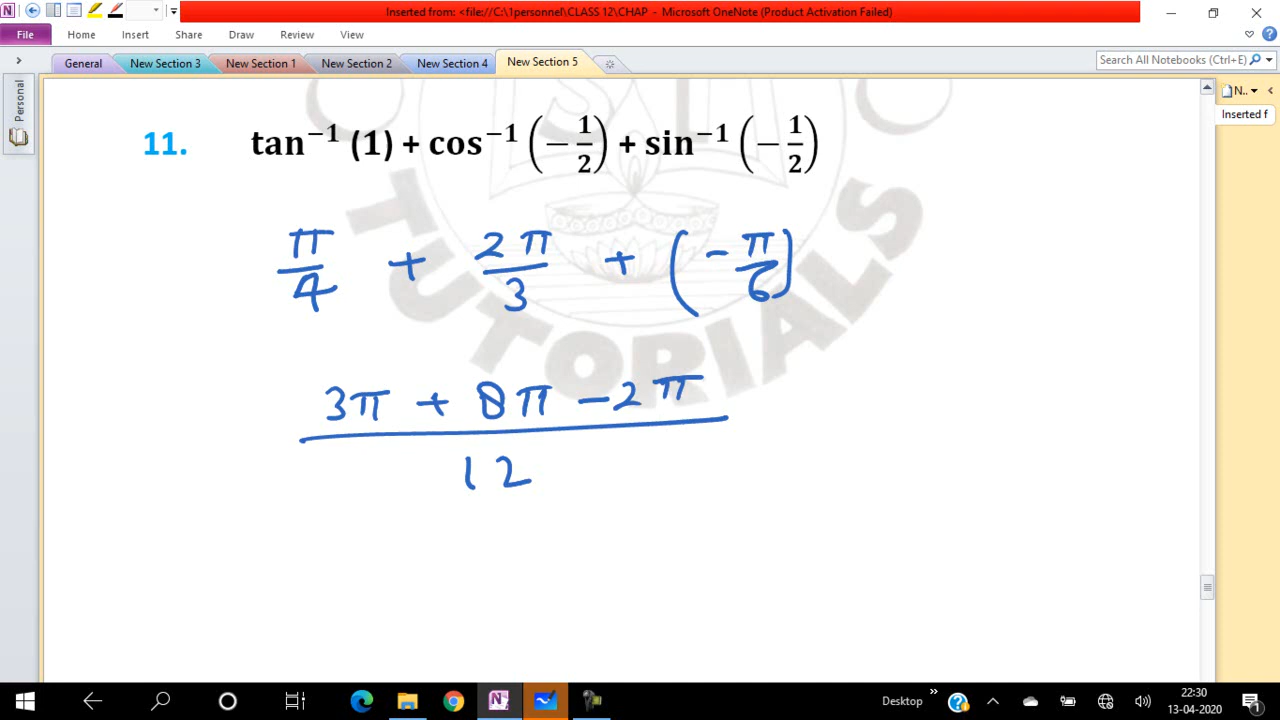 Inserted from: <file://C:\1personnel\CLASS 12\CHAP - Microsoft OneNote (Product Activation Failed)
File Home Insert Share Draw Review View
General New Section 3 New Section 1 New Section 2 New Section 4 New Section 5 Search All Notebooks (Ctrl+E)
Personal
N..
Inserted f
11. tan⁻¹ (1) + cos⁻¹ (−1/2) + sin⁻¹ (−1/2)
π/4 + 2π/3 + (−π/6)
3π + 8π − 2π
12
TUTORIALS
Desktop » 22:30
13-04-2020